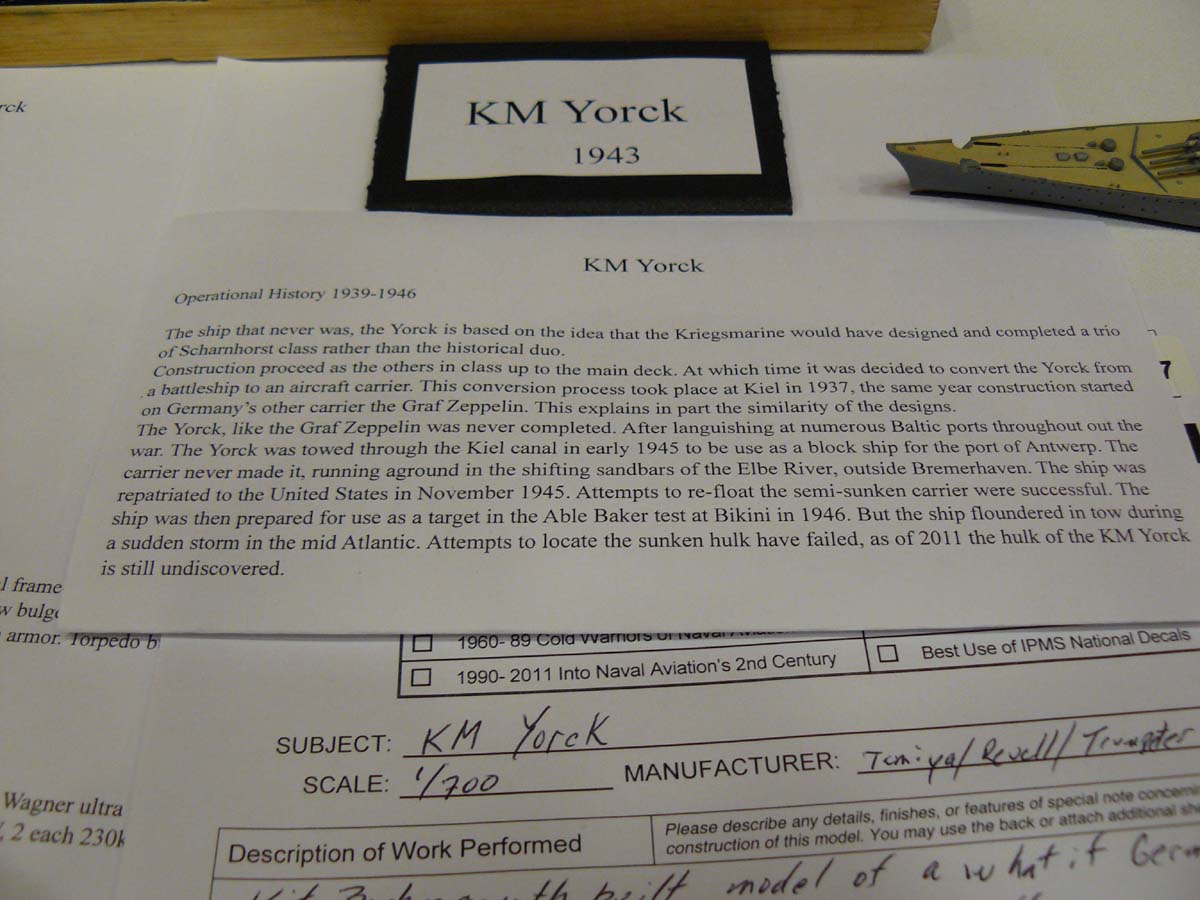 rck
KM Yorck
1943
KM Yorck
Operational History 1939-1946
The ship that never was, the Yorck is based on the idea that the Kriegsmarine would have designed and completed a trio
of Scharnhorst class rather than the historical duo.
Construction proceed as the others in class up to the main deck. At which time it was decided to convert the Yorck from
a battleship to an aircraft carrier. This conversion process took place at Kiel in 1937, the same year construction started
on Germany's other carrier the Graf Zeppelin. This explains in part the similarity of the designs.
The Yorck, like the Graf Zeppelin was never completed. After languishing at numerous Baltic ports throughout out the
war. The Yorck was towed through the Kiel canal in early 1945 to be use as a block ship for the port of Antwerp. The
carrier never made it, running aground in the shifting sandbars of the Elbe River, outside Bremerhaven. The ship was
repatriated to the United States in November 1945. Attempts to re-float the semi-sunken carrier were successful. The
ship was then prepared for use as a target in the Able Baker test at Bikini in 1946. But the ship floundered in tow during
a sudden storm in the mid Atlantic. Attempts to locate the sunken hulk have failed, as of 2011 the hulk of the KM Yorck
is still undiscovered.
7
l frame
w bulg
armor. Torpedo b
Wagner ultra
, 2 each 230k
1960- 89 Cold Warriors of Naval
1990- 2011 Into Naval Aviation's 2nd Century
Best Use of IPMS National Decals
SUBJECT: KM Yorck
SCALE: 1/700
MANUFACTURER: Tamiya/Revell/Trumpeter
Description of Work Performed
Please describe any details, finishes, or features of special note concerni
construction of this model. You may use the back or attach additional sh
built model of a what if Germ